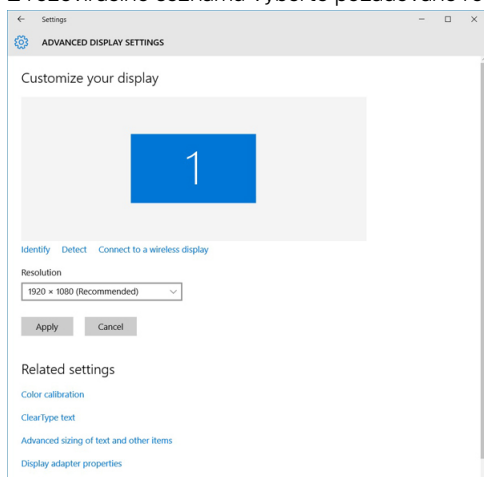 Settings
ADVANCED DISPLAY SETTINGS
Customize your display
1
Identify Detect Connect to a wireless display
Resolution
1920 × 1080 (Recommended)
Apply Cancel
Related settings
Color calibration
ClearType text
Advanced sizing of text and other items
Display adapter properties